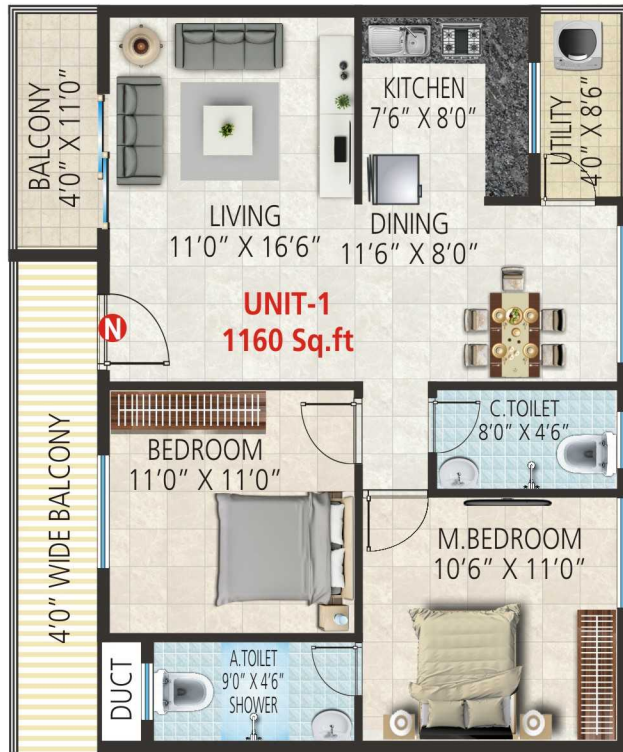 BALCONY
4'0" X 11'0"
KITCHEN
7'6" X 8'0"
UTILITY
4'0 X 8'6"
LIVING
11'0" X 16'6"
DINING
11'6" X 8'0"
UNIT-1
1160 Sq.ft
N
4'0" WIDE BALCONY
BEDROOM
11'0" X 11'0"
C.TOILET
8'0" X 4'6"
M.BEDROOM
10'6" X 11'0"
DUCT
A.TOILET
9'0" X 4'6"
SHOWER